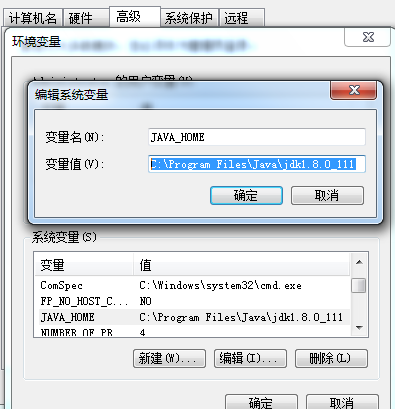 计算机名 硬件 高级 系统保护 远程
环境变量
的用户变量(U)
编辑系统变量
变量名(N): JAVA_HOME
变量值(V): C:\Program Files\Java\jdk1.8.0_111
确定 取消
系统变量(S)
变量 值
ComSpec C:\Windows\system32\cmd.exe
FP_NO_HOST_C... NO
JAVA_HOME C:\Program Files\Java\jdk1.8.0_111
NUMBER_OF_PR 4
新建(W)... 编辑(I)... 删除(L)
确定 取消